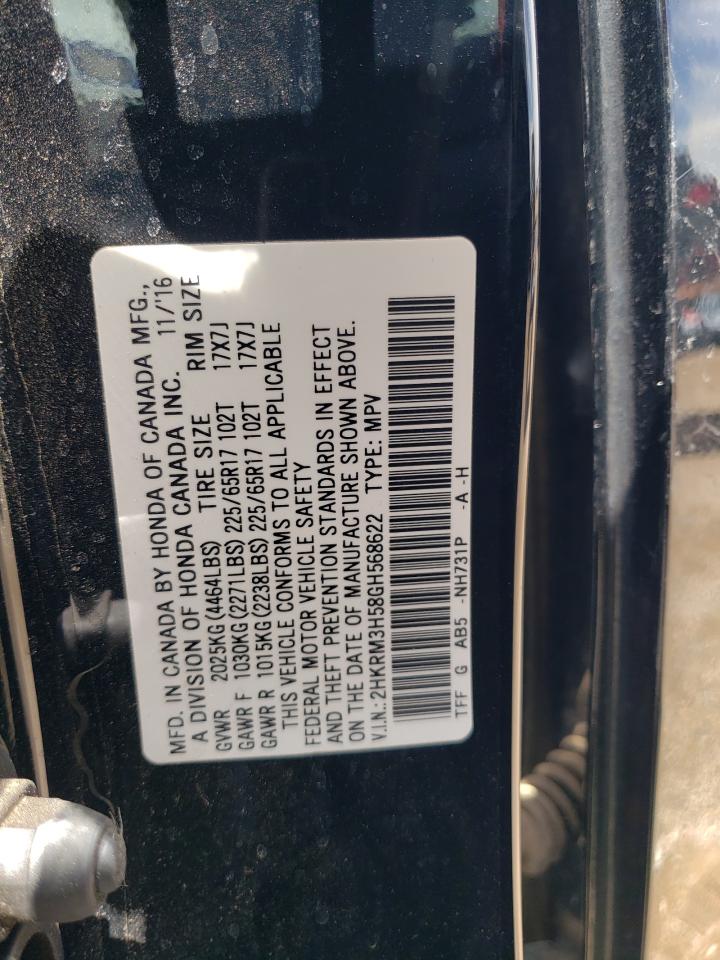 MFD. IN CANADA BY HONDA OF CANADA MFG.,
A DIVISION OF HONDA CANADA INC. 11/'16
GVWR 2025KG(4464LBS) TIRE SIZE RIM SIZE
GAWR F 1030KG(2271LBS) 225/65R17 102T 17X7J
GAWR R 1015KG(2238LBS) 225/65R17 102T 17X7J
THIS VEHICLE CONFORMS TO ALL APPLICABLE
FEDERAL MOTOR VEHICLE SAFETY
AND THEFT PREVENTION STANDARDS IN EFFECT
ON THE DATE OF MANUFACTURE SHOWN ABOVE.
V.I.N.: 2HKRM3H58GH568622 TYPE: MPV
TFF G AB5 -NH731P -A -H